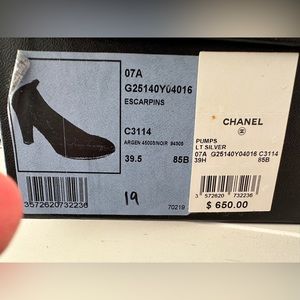 07A
G25140Y04016
ESCARPINS
C3114
ARGEN 45005/NOIR 94305
39.5 85B
19
3572620732236
70219
CHANEL
PUMPS
LT SILVER
07A G25140Y04016 C3114
39H 85B
3 572620 732236
$ 650.00